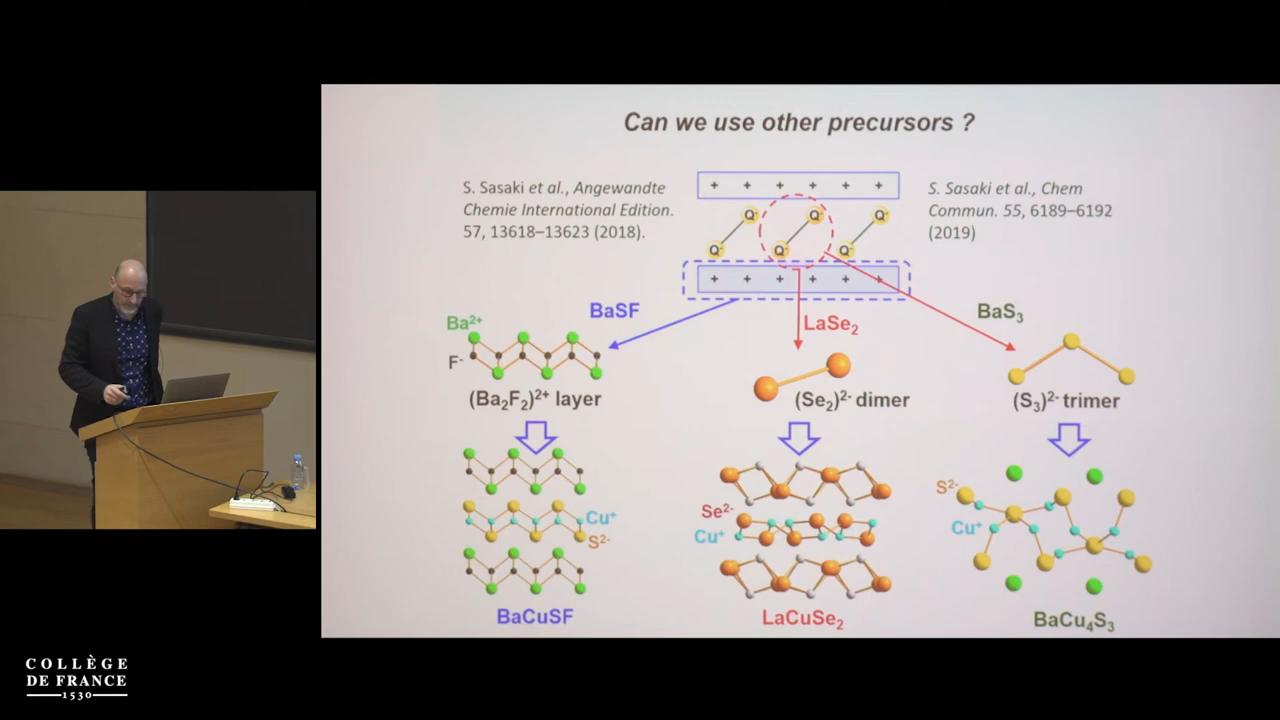 Can we use other precursors ?
S. Sasaki et al., Angewandte
Chemie International Edition.
57, 13618–13623 (2018).
+ + + + + +
Q- Q- Q-
Q- Q- Q-
+ + + + + +
S. Sasaki et al., Chem
Commun. 55, 6189–6192
(2019)
BaSF
LaSe₂
BaS₃
Ba²⁺
F⁻
(Ba₂F₂)²⁺ layer
(Se₂)²⁻ dimer
(S₃)²⁻ trimer
Cu⁺
S²⁻
BaCuSF
Se²⁻
Cu⁺
LaCuSe₂
S²⁻
Cu⁺
BaCu₄S₃
COLLÈGE
DE FRANCE
1530